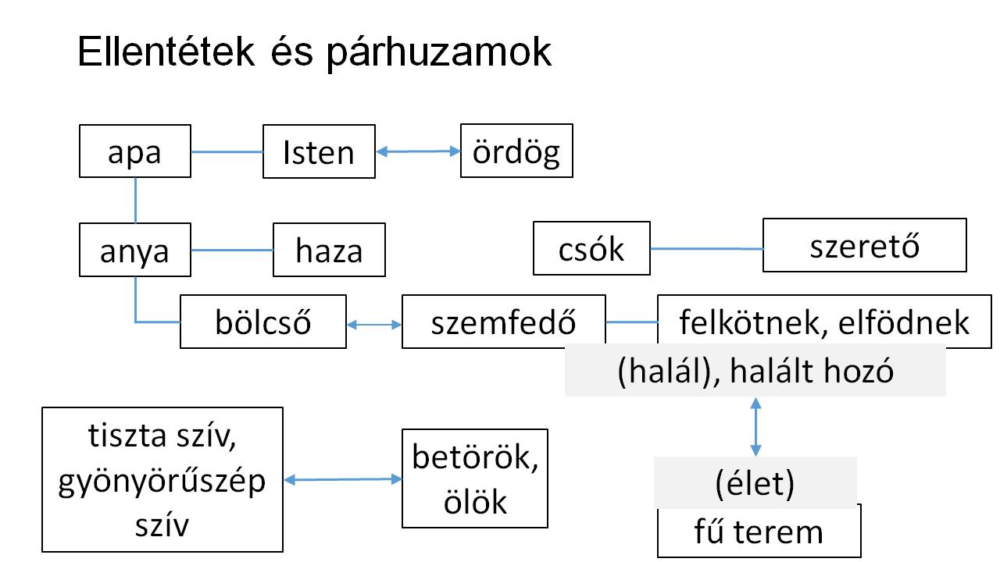 Ellentétek és párhuzamok
apa
Isten
ördög
anya
haza
csók
szerető
bölcső
szemfedő
felkötnek, elfödnek
(halál), halált hozó
tiszta szív,
gyönyörűszép
szív
betörök,
ölök
(élet)
fű terem